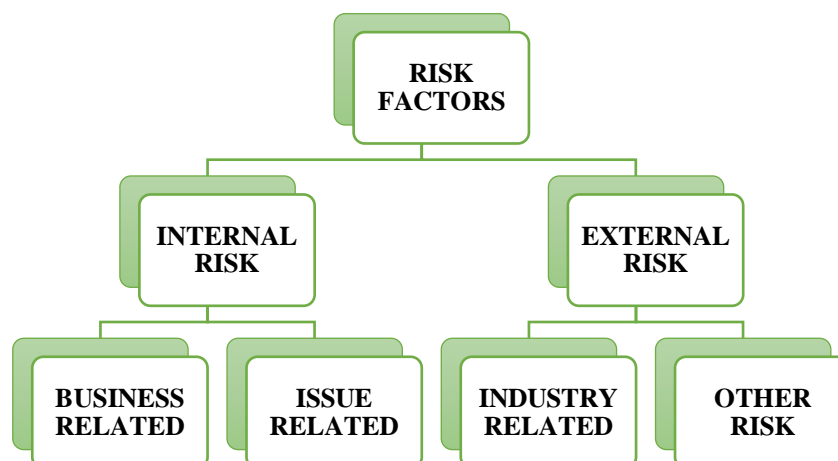 RISK
FACTORS
INTERNAL
RISK
EXTERNAL
RISK
BUSINESS
RELATED
ISSUE
RELATED
INDUSTRY
RELATED
OTHER
RISK